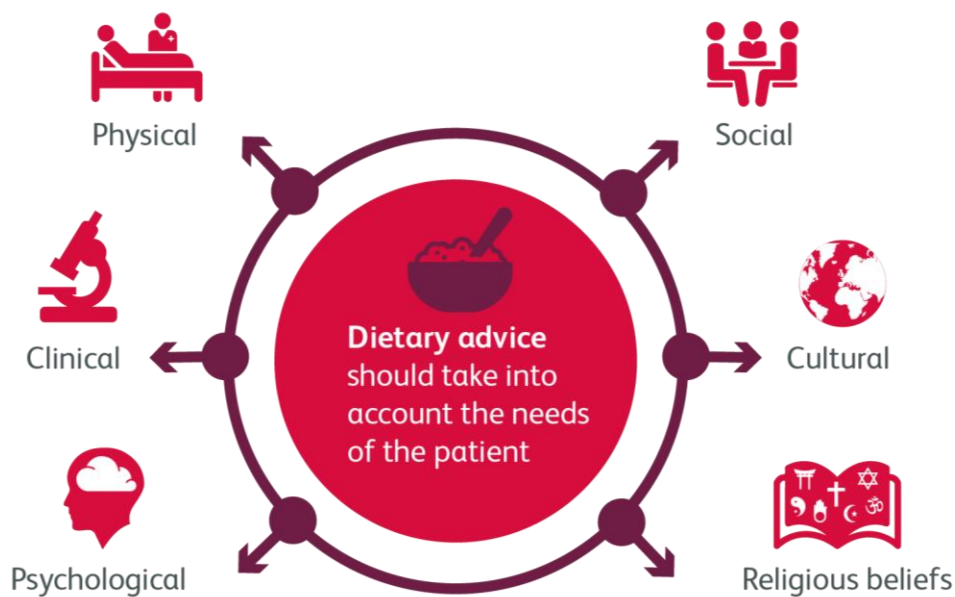 Physical
Social
Clinical
Dietary advice
should take into
account the needs
of the patient
Cultural
Psychological
Religious beliefs